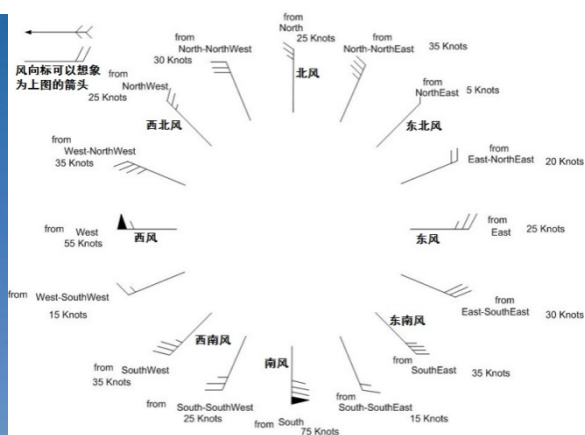 风向标可以想象
为上图的箭头
from
North
25 Knots
北风
from
North-NorthEast
35 Knots
from
NorthEast
5 Knots
东北风
from
East-NorthEast
20 Knots
from
East
25 Knots
东风
from
East-SouthEast
30 Knots
东南风
from
SouthEast
35 Knots
from
South-SouthEast
15 Knots
南风
from
South
75 Knots
from
South-SouthWest
25 Knots
西南风
from
SouthWest
35 Knots
from
West-SouthWest
15 Knots
from
West
55 Knots
西风
from
West-NorthWest
35 Knots
from
NorthWest
25 Knots
西北风
from
North-NorthWest
30 Knots